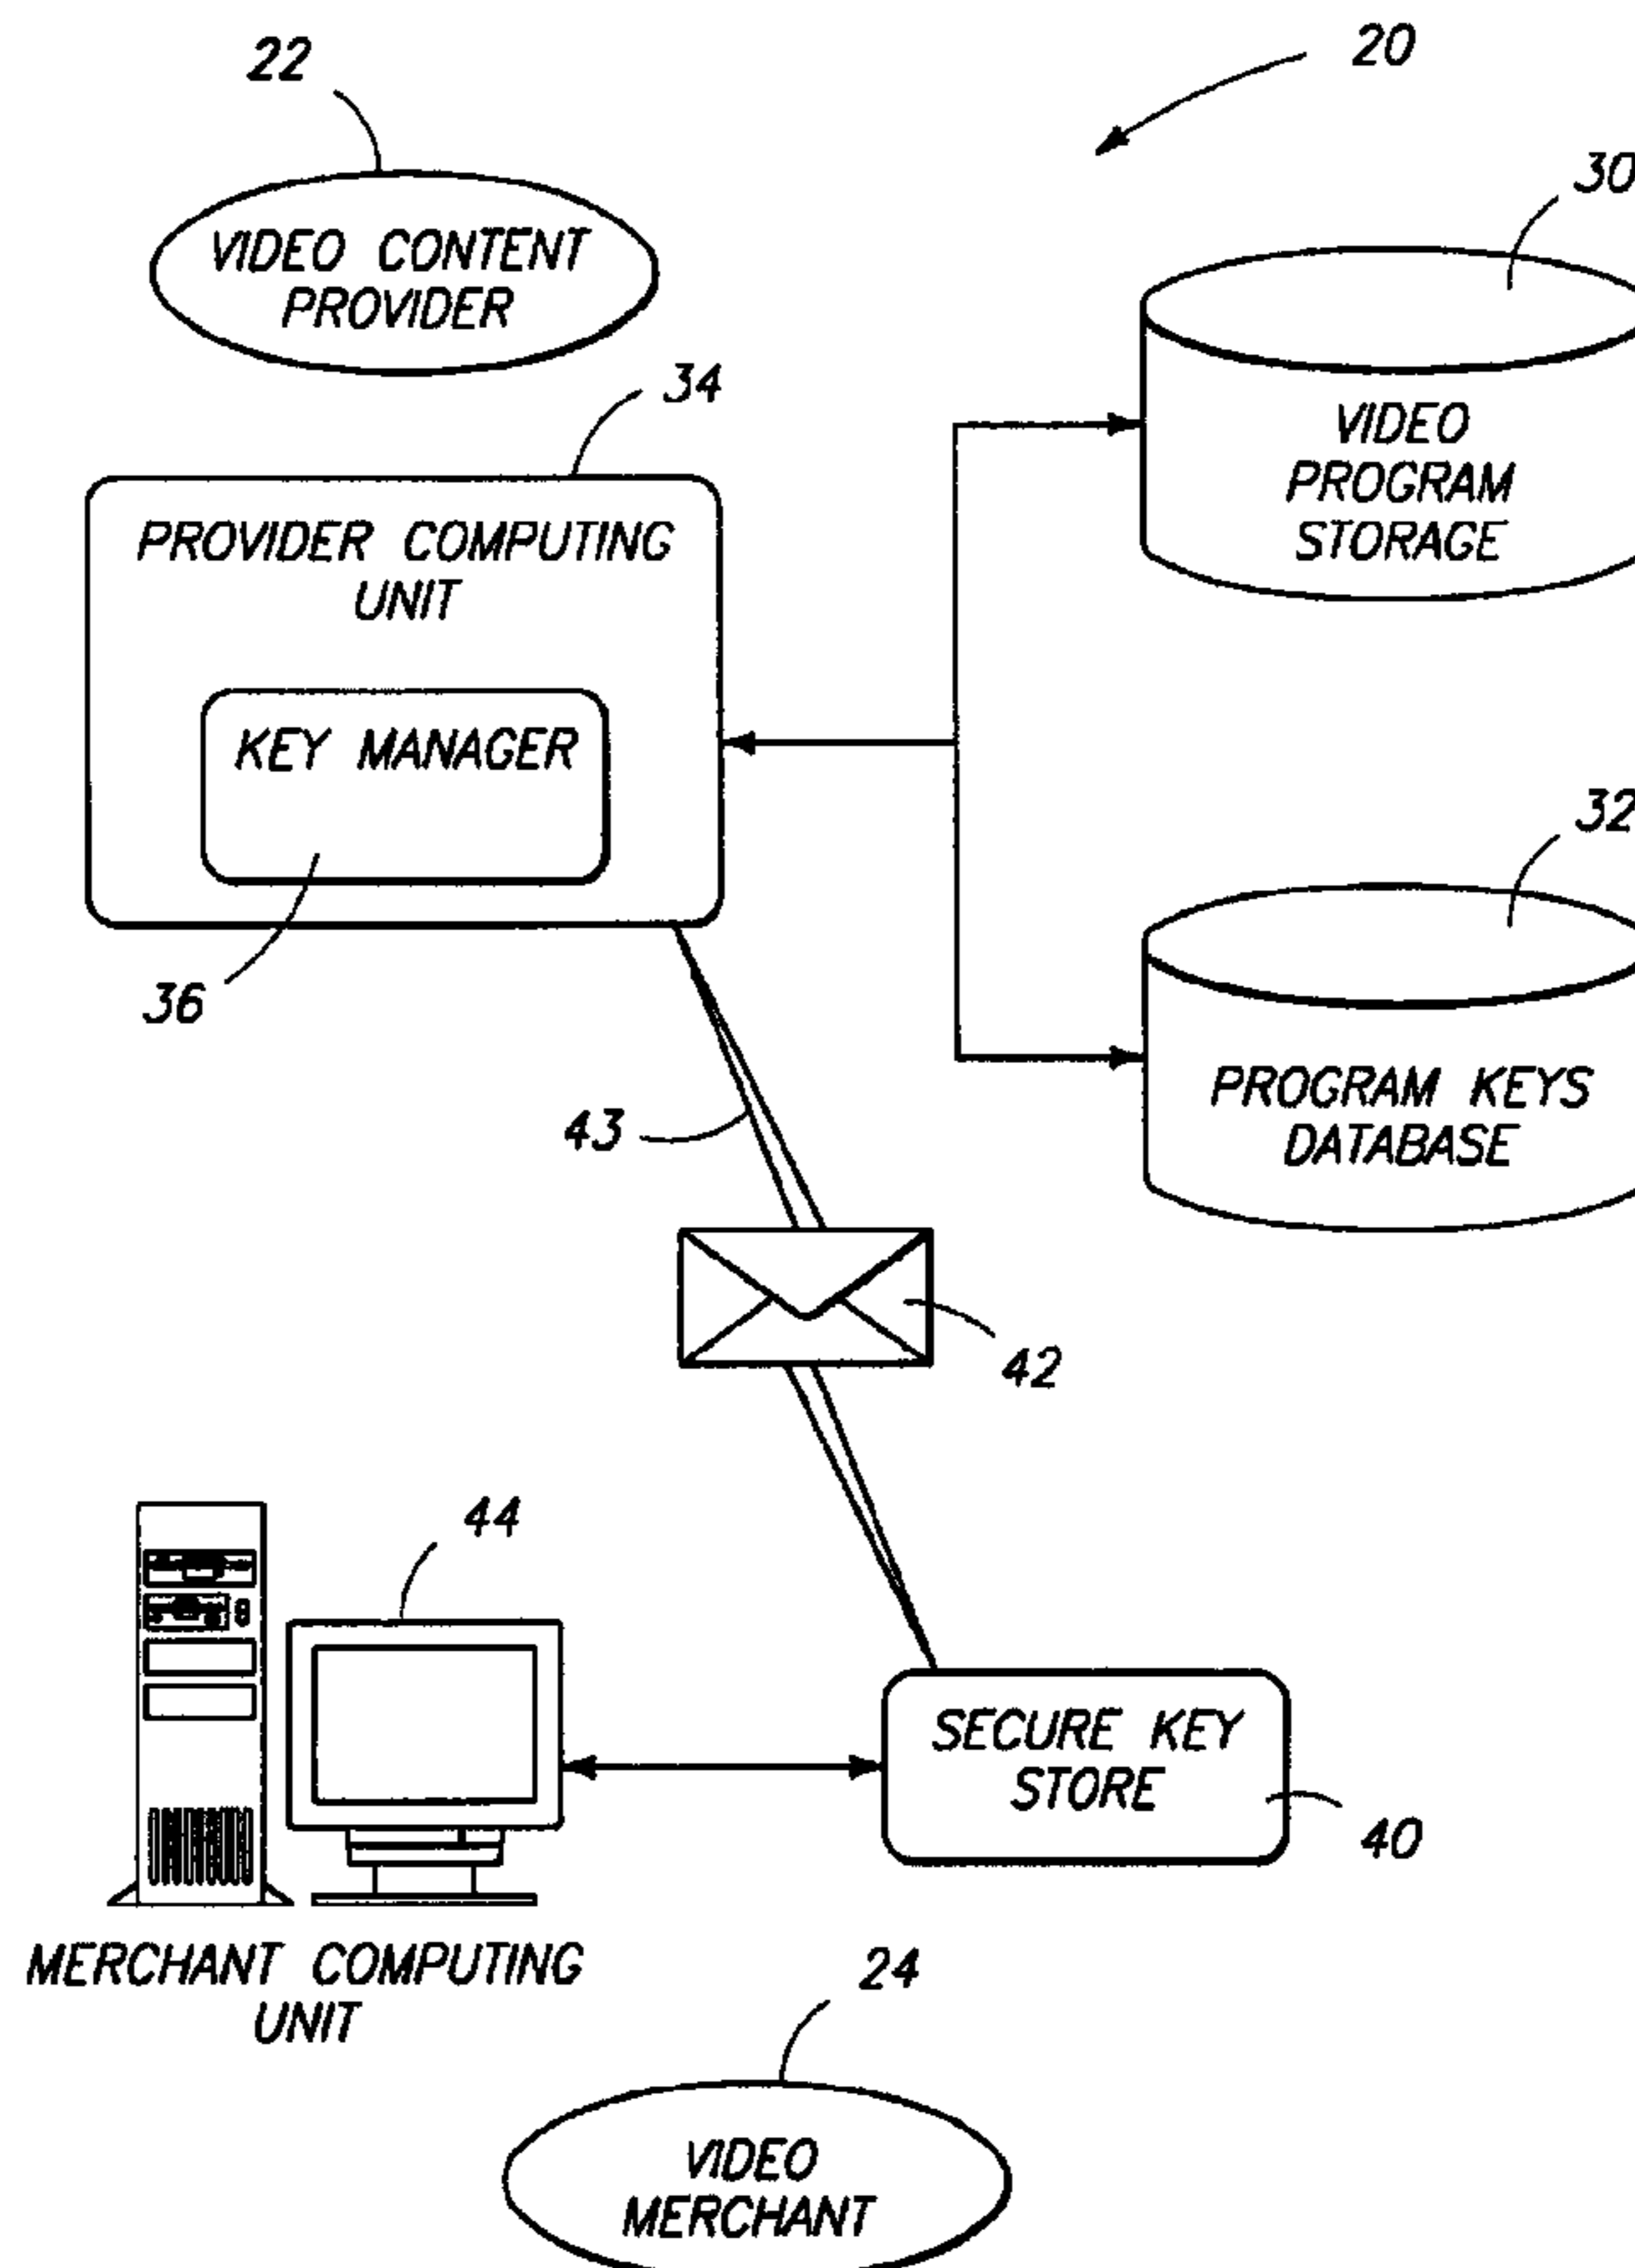 22
20
30
VIDEO CONTENT
PROVIDER
34
VIDEO
PROGRAM
STORAGE
PROVIDER COMPUTING
UNIT
KEY MANAGER
32
36
PROGRAM KEYS
DATABASE
43
42
44
SECURE KEY
STORE
40
MERCHANT COMPUTING
UNIT
24
VIDEO
MERCHANT